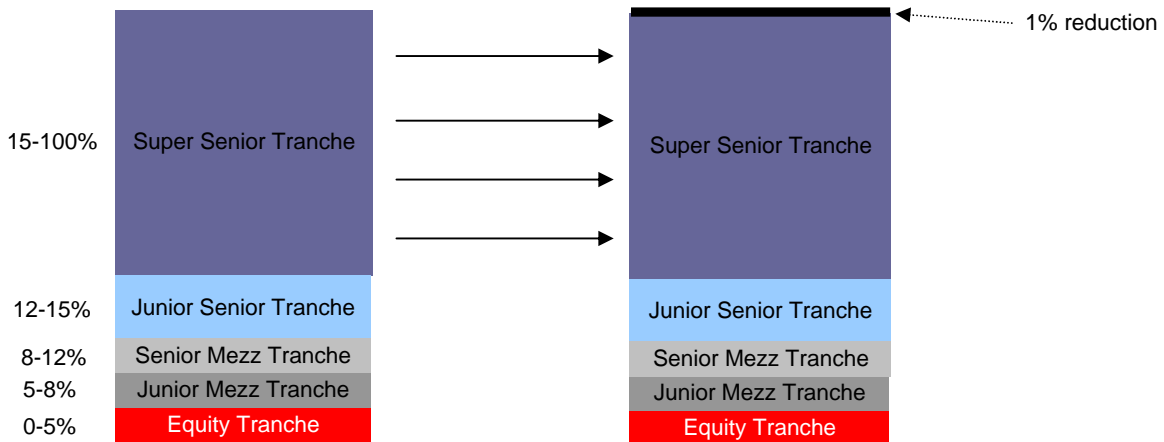 1% reduction
15-100%
Super Senior Tranche
Super Senior Tranche
12-15%
Junior Senior Tranche
Junior Senior Tranche
8-12%
Senior Mezz Tranche
Senior Mezz Tranche
5-8%
Junior Mezz Tranche
Junior Mezz Tranche
0-5%
Equity Tranche
Equity Tranche